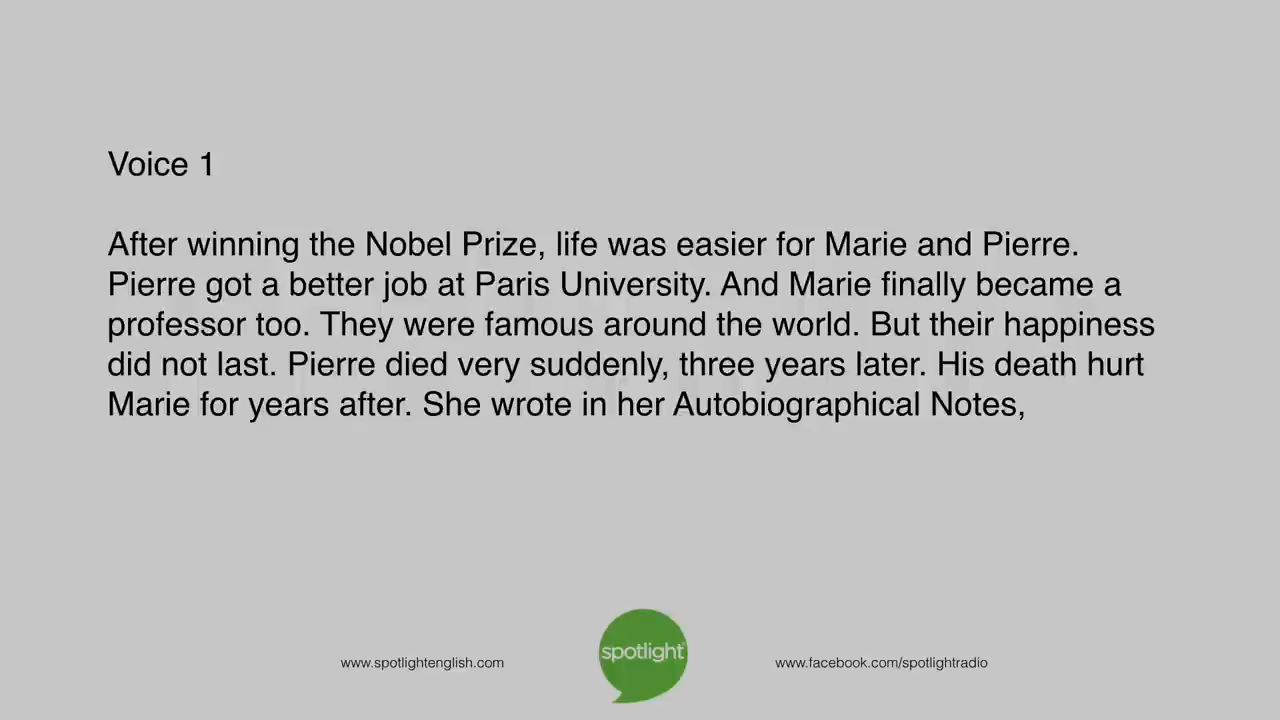 Voice 1
After winning the Nobel Prize, life was easier for Marie and Pierre.
Pierre got a better job at Paris University. And Marie finally became a
professor too. They were famous around the world. But their happiness
did not last. Pierre died very suddenly, three years later. His death hurt
Marie for years after. She wrote in her Autobiographical Notes,
www.spotlightenglish.com
spotlight
www.facebook.com/spotlightradio